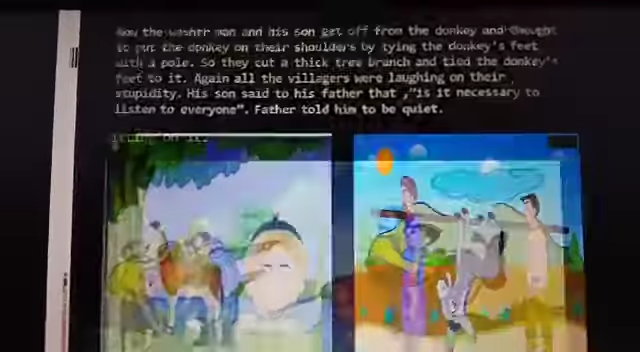 Now the washer man and his son get off from the donkey and thought
to put the donkey on their shoulders by tying the donkey's feet
with a pole. So they cut a thick tree branch and tied the donkey's
feet to it. Again all the villagers were laughing on their
stupidity. His son said to his father that ,"is it necessary to
listen to everyone". Father told him to be quiet.
on it.